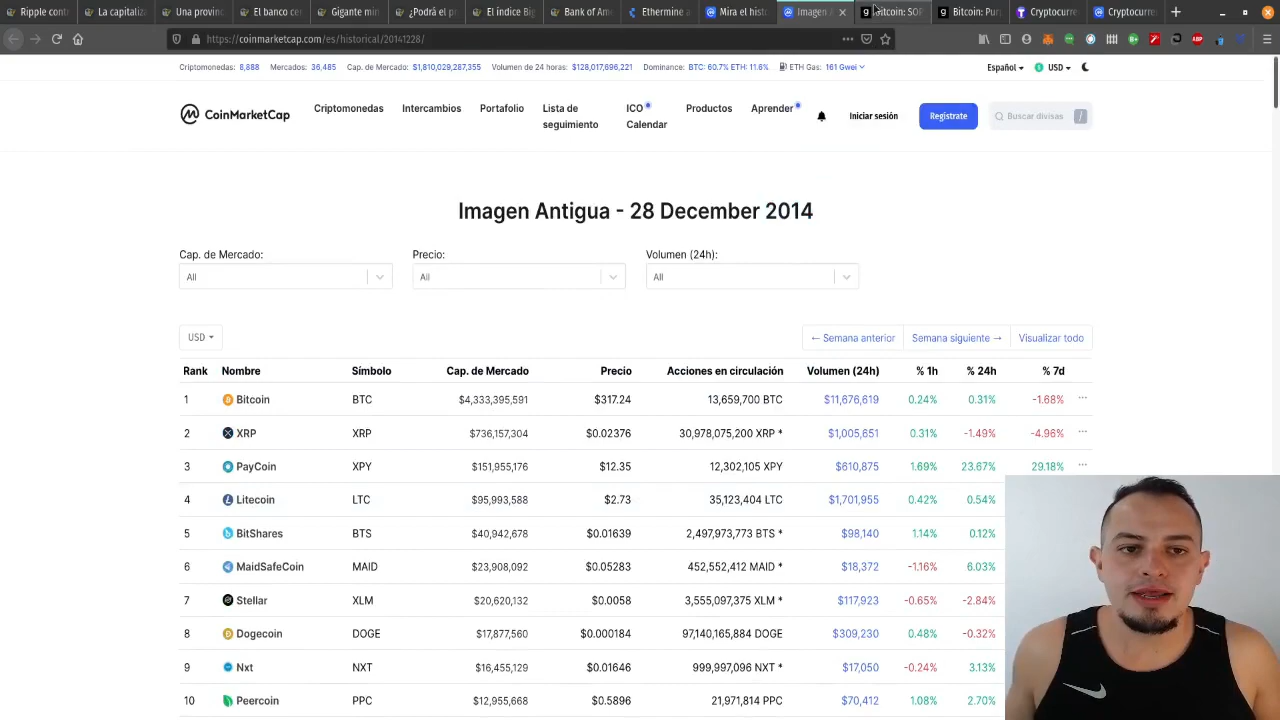 Ripple conti
La capitaliz
Una provinc
El banco cen
Gigante min
¿Podrá el pr
El índice Big
Bank of Ame
Ethermine a
Mira el histo
Imagen A
Bitcoin: SOP
Bitcoin: Pur
Cryptocurre
Cryptocurre
https://coinmarketcap.com/es/historical/20141228/
Criptomonedas: 8,888 Mercados: 36,485 Cap. de Mercado: $1,810,029,287,355 Volumen de 24 horas: $128,017,696,221 Dominance: BTC: 60.7% ETH: 11.6% ETH Gas: 161 Gwei Español USD
CoinMarketCap
Criptomonedas Intercambios Portafolio Lista de seguimiento ICO Calendar Productos Aprender Iniciar sesión Regístrate Buscar divisas /
Imagen Antigua - 28 December 2014
Cap. de Mercado: Precio: Volumen (24h):
All All All
USD ← Semana anterior Semana siguiente → Visualizar todo
Rank Nombre Símbolo Cap. de Mercado Precio Acciones en circulación Volumen (24h) % 1h % 24h % 7d
1 Bitcoin BTC $4,333,395,591 $317.24 13,659,700 BTC $11,676,619 0.24% 0.31% -1.68%
2 XRP XRP $736,157,304 $0.02376 30,978,075,200 XRP * $1,005,651 0.31% -1.49% -4.96%
3 PayCoin XPY $151,955,176 $12.35 12,302,105 XPY $610,875 1.69% 23.67% 29.18%
4 Litecoin LTC $95,993,588 $2.73 35,123,404 LTC $1,701,955 0.42% 0.54%
5 BitShares BTS $40,942,678 $0.01639 2,497,973,773 BTS * $98,140 1.14% 0.12%
6 MaidSafeCoin MAID $23,908,092 $0.05283 452,552,412 MAID * $18,372 -1.16% 6.03%
7 Stellar XLM $20,620,132 $0.0058 3,555,097,375 XLM * $117,923 -0.65% -2.84%
8 Dogecoin DOGE $17,877,560 $0.000184 97,140,165,884 DOGE $309,230 0.48% -0.32%
9 Nxt NXT $16,455,129 $0.01646 999,997,096 NXT * $17,050 -0.24% 3.13%
10 Peercoin PPC $12,955,668 $0.5896 21,971,814 PPC $70,412 1.08% 2.70%